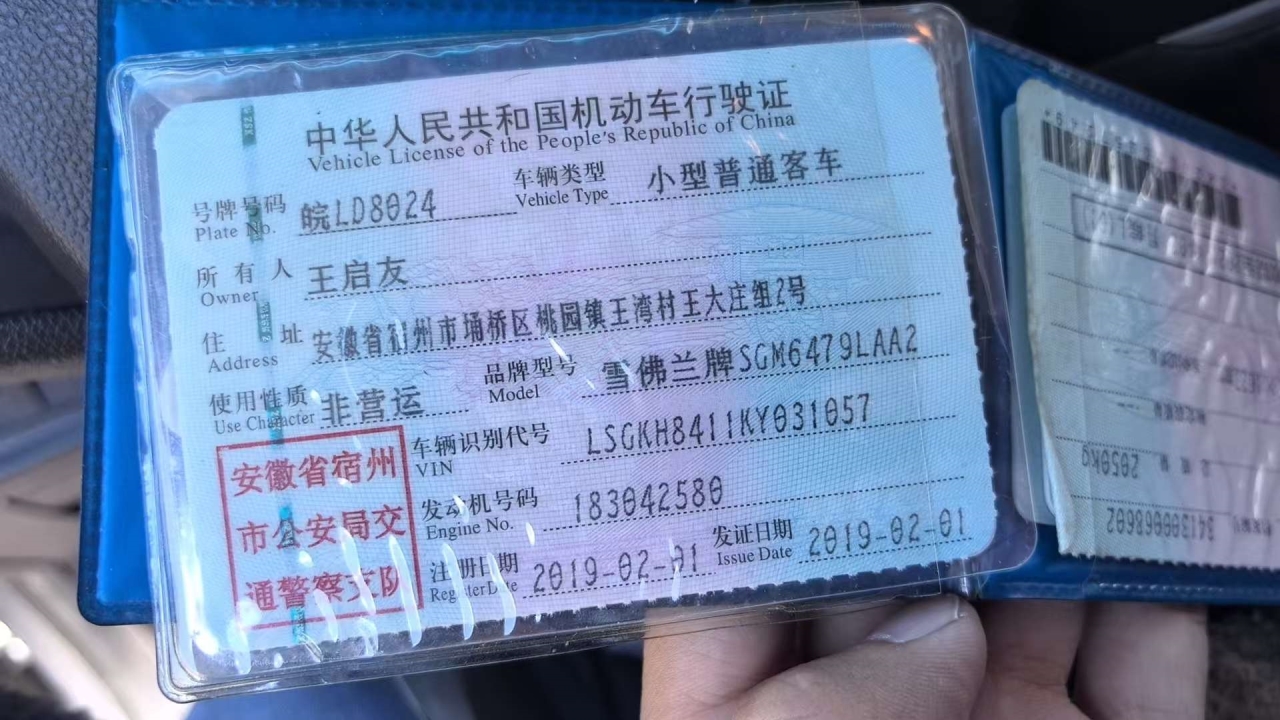 中华人民共和国机动车行驶证
Vehicle License of the People's Republic of China
号牌号码 皖LD8024 车辆类型 小型普通客车
Plate No. Vehicle Type
所有人 王启友
Owner
住址 安徽省宿州市埇桥区桃园镇王湾村王大庄组2号
Address
使用性质 非营运 品牌型号 雪佛兰牌SGM6479LAA2
Use Character Model
安徽省宿州
市公安局交
通警察支队
车辆识别代号 LSGKH8411KY031057
VIN
发动机号码 183042580
Engine No.
注册日期 2019-02-01 发证日期 2019-02-01
Register Date Issue Date
2050kg
3413000068602